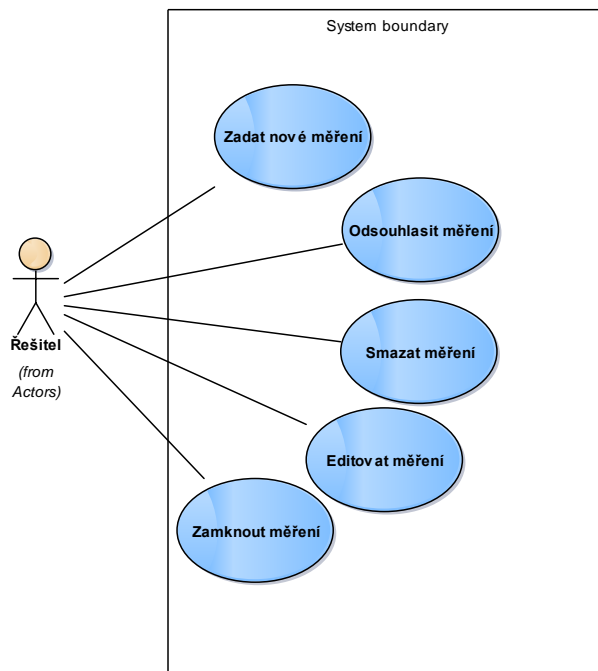 System boundary
Zadat nové měření
Odsouhlasit měření
Smazat měření
Editovat měření
Zamknout měření
Řešitel
(from
Actors)